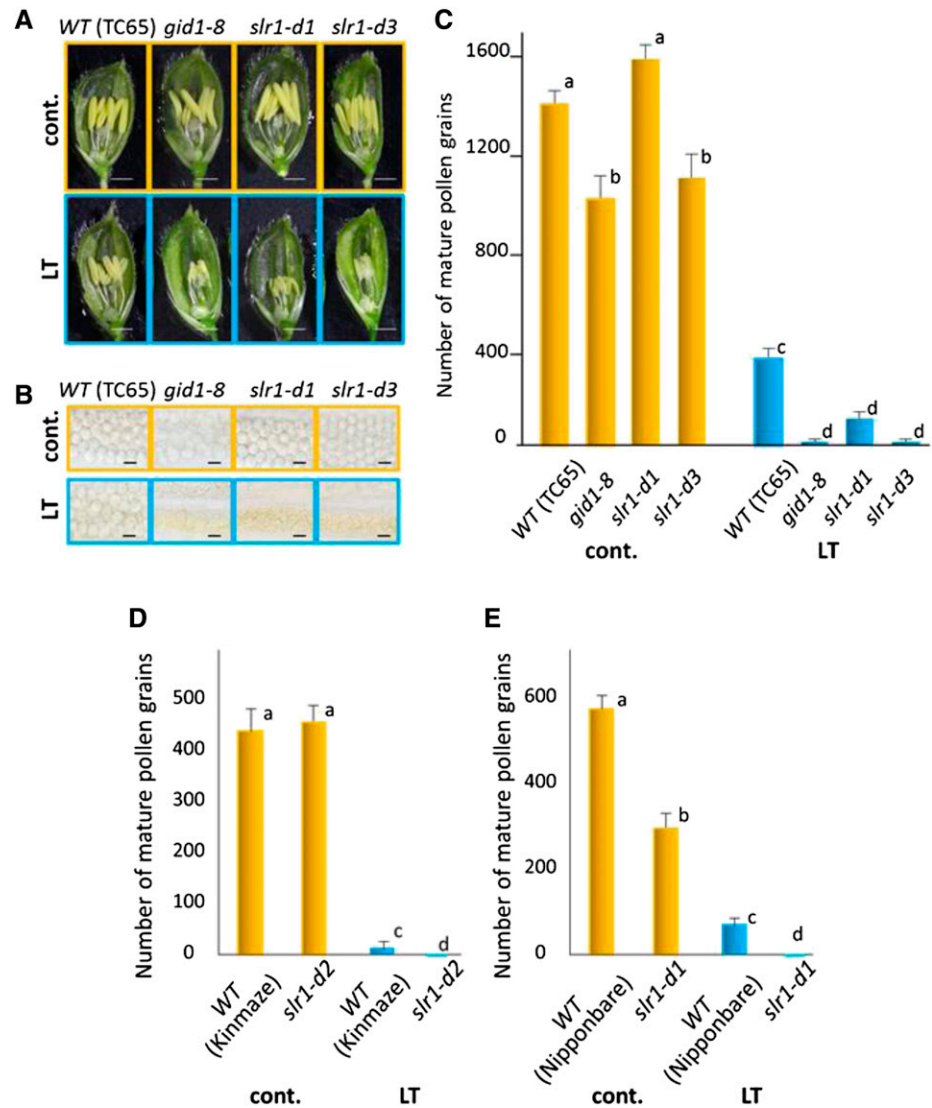 A
WT (TC65) gid1-8 slr1-d1 slr1-d3
cont.
LT
B
WT (TC65) gid1-8 slr1-d1 slr1-d3
cont.
LT
C
Number of mature pollen grains
1600
1200
800
400
0
a
b
a
b
c
d
d
d
WT (TC65)
gid1-8
slr1-d1
slr1-d3
WT (TC65)
gid1-8
slr1-d1
slr1-d3
cont.
LT
D
Number of mature pollen grains
500
400
300
200
100
0
a
a
c
d
WT
(Kinmaze)
slr1-d2
WT
(Kinmaze)
slr1-d2
cont.
LT
E
Number of mature pollen grains
600
400
200
0
a
b
c
d
WT
(Nipponbare)
slr1-d1
WT
(Nipponbare)
slr1-d1
cont.
LT